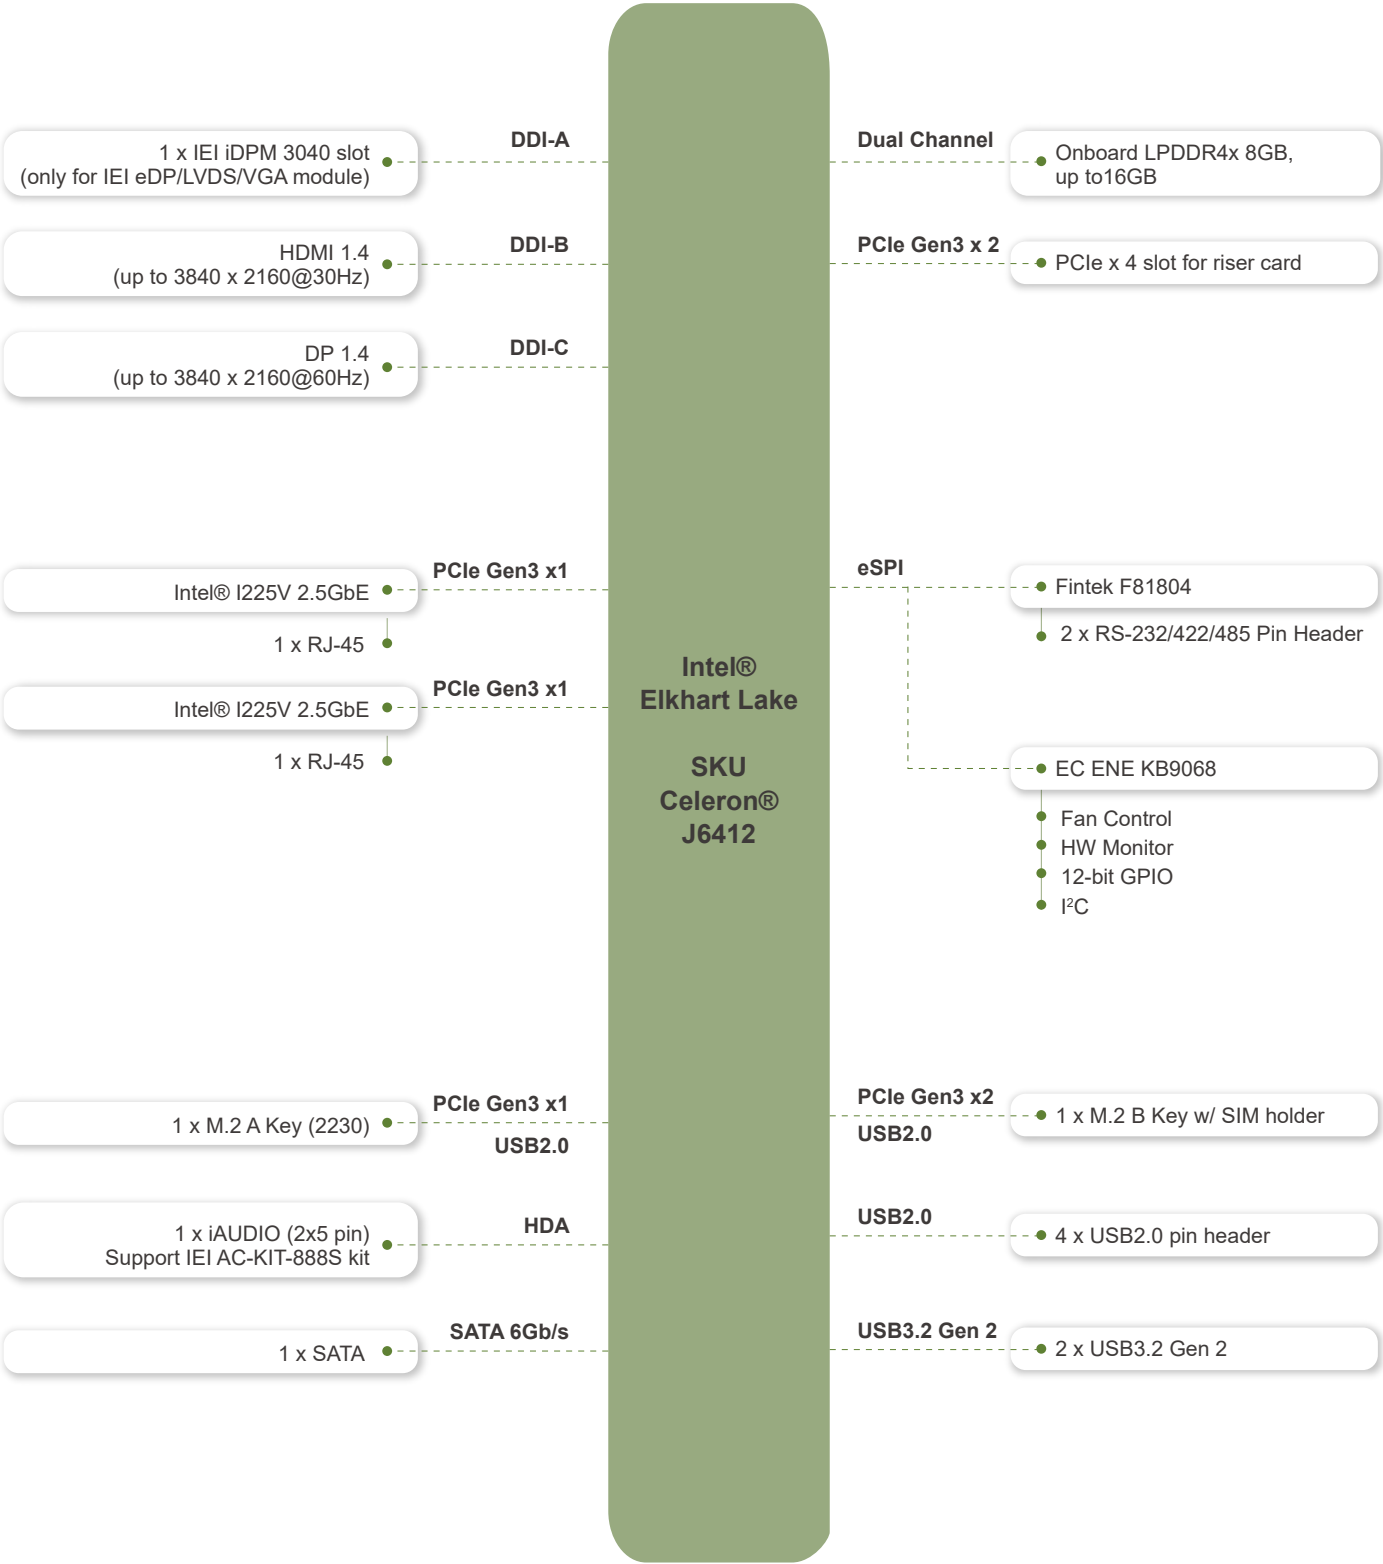 DDI-A
1 x IEI iDPM 3040 slot
(only for IEI eDP/LVDS/VGA module)
DDI-B
HDMI 1.4
(up to 3840 x 2160@30Hz)
DDI-C
DP 1.4
(up to 3840 x 2160@60Hz)
PCIe Gen3 x1
Intel® I225V 2.5GbE
1 x RJ-45
PCIe Gen3 x1
Intel® I225V 2.5GbE
1 x RJ-45
PCIe Gen3 x1
1 x M.2 A Key (2230)
USB2.0
HDA
1 x iAUDIO (2x5 pin)
Support IEI AC-KIT-888S kit
SATA 6Gb/s
1 x SATA
Intel®
Elkhart Lake
SKU
Celeron®
J6412
Dual Channel
Onboard LPDDR4x 8GB,
up to16GB
PCIe Gen3 x 2
PCIe x 4 slot for riser card
eSPI
Fintek F81804
2 x RS-232/422/485 Pin Header
EC ENE KB9068
Fan Control
HW Monitor
12-bit GPIO
I²C
PCIe Gen3 x2
1 x M.2 B Key w/ SIM holder
USB2.0
USB2.0
4 x USB2.0 pin header
USB3.2 Gen 2
2 x USB3.2 Gen 2